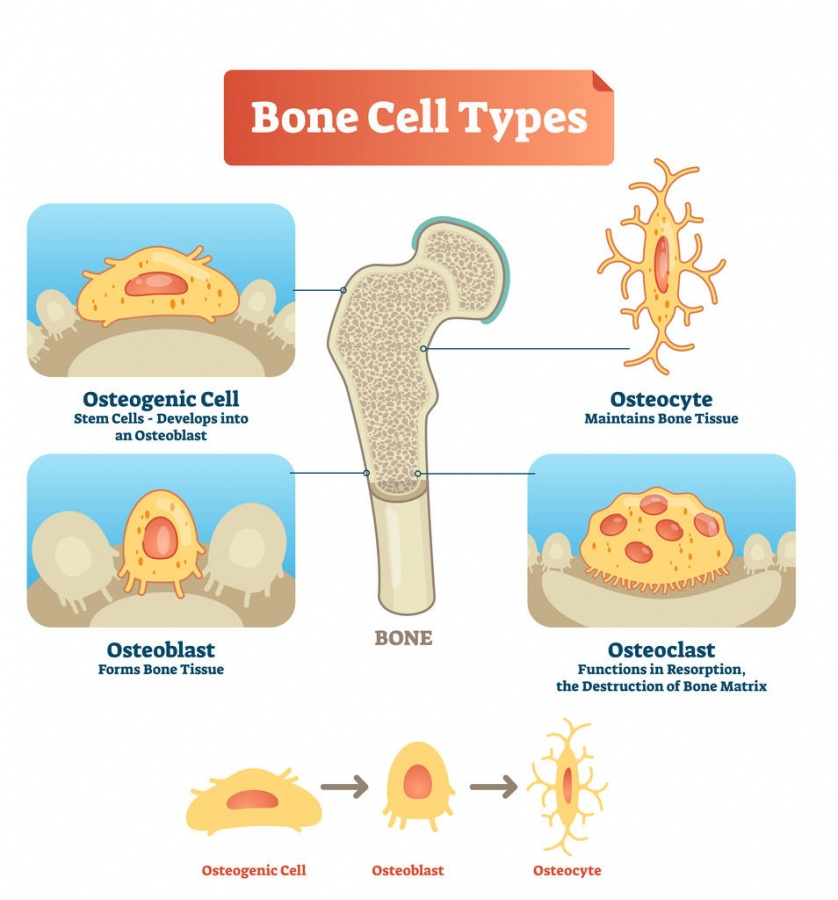 Bone Cell Types
Osteogenic Cell
Stem Cells - Develops into
an Osteoblast
Osteocyte
Maintains Bone Tissue
Osteoblast
Forms Bone Tissue
BONE
Osteoclast
Functions in Resorption,
the Destruction of Bone Matrix
Osteogenic Cell
Osteoblast
Osteocyte